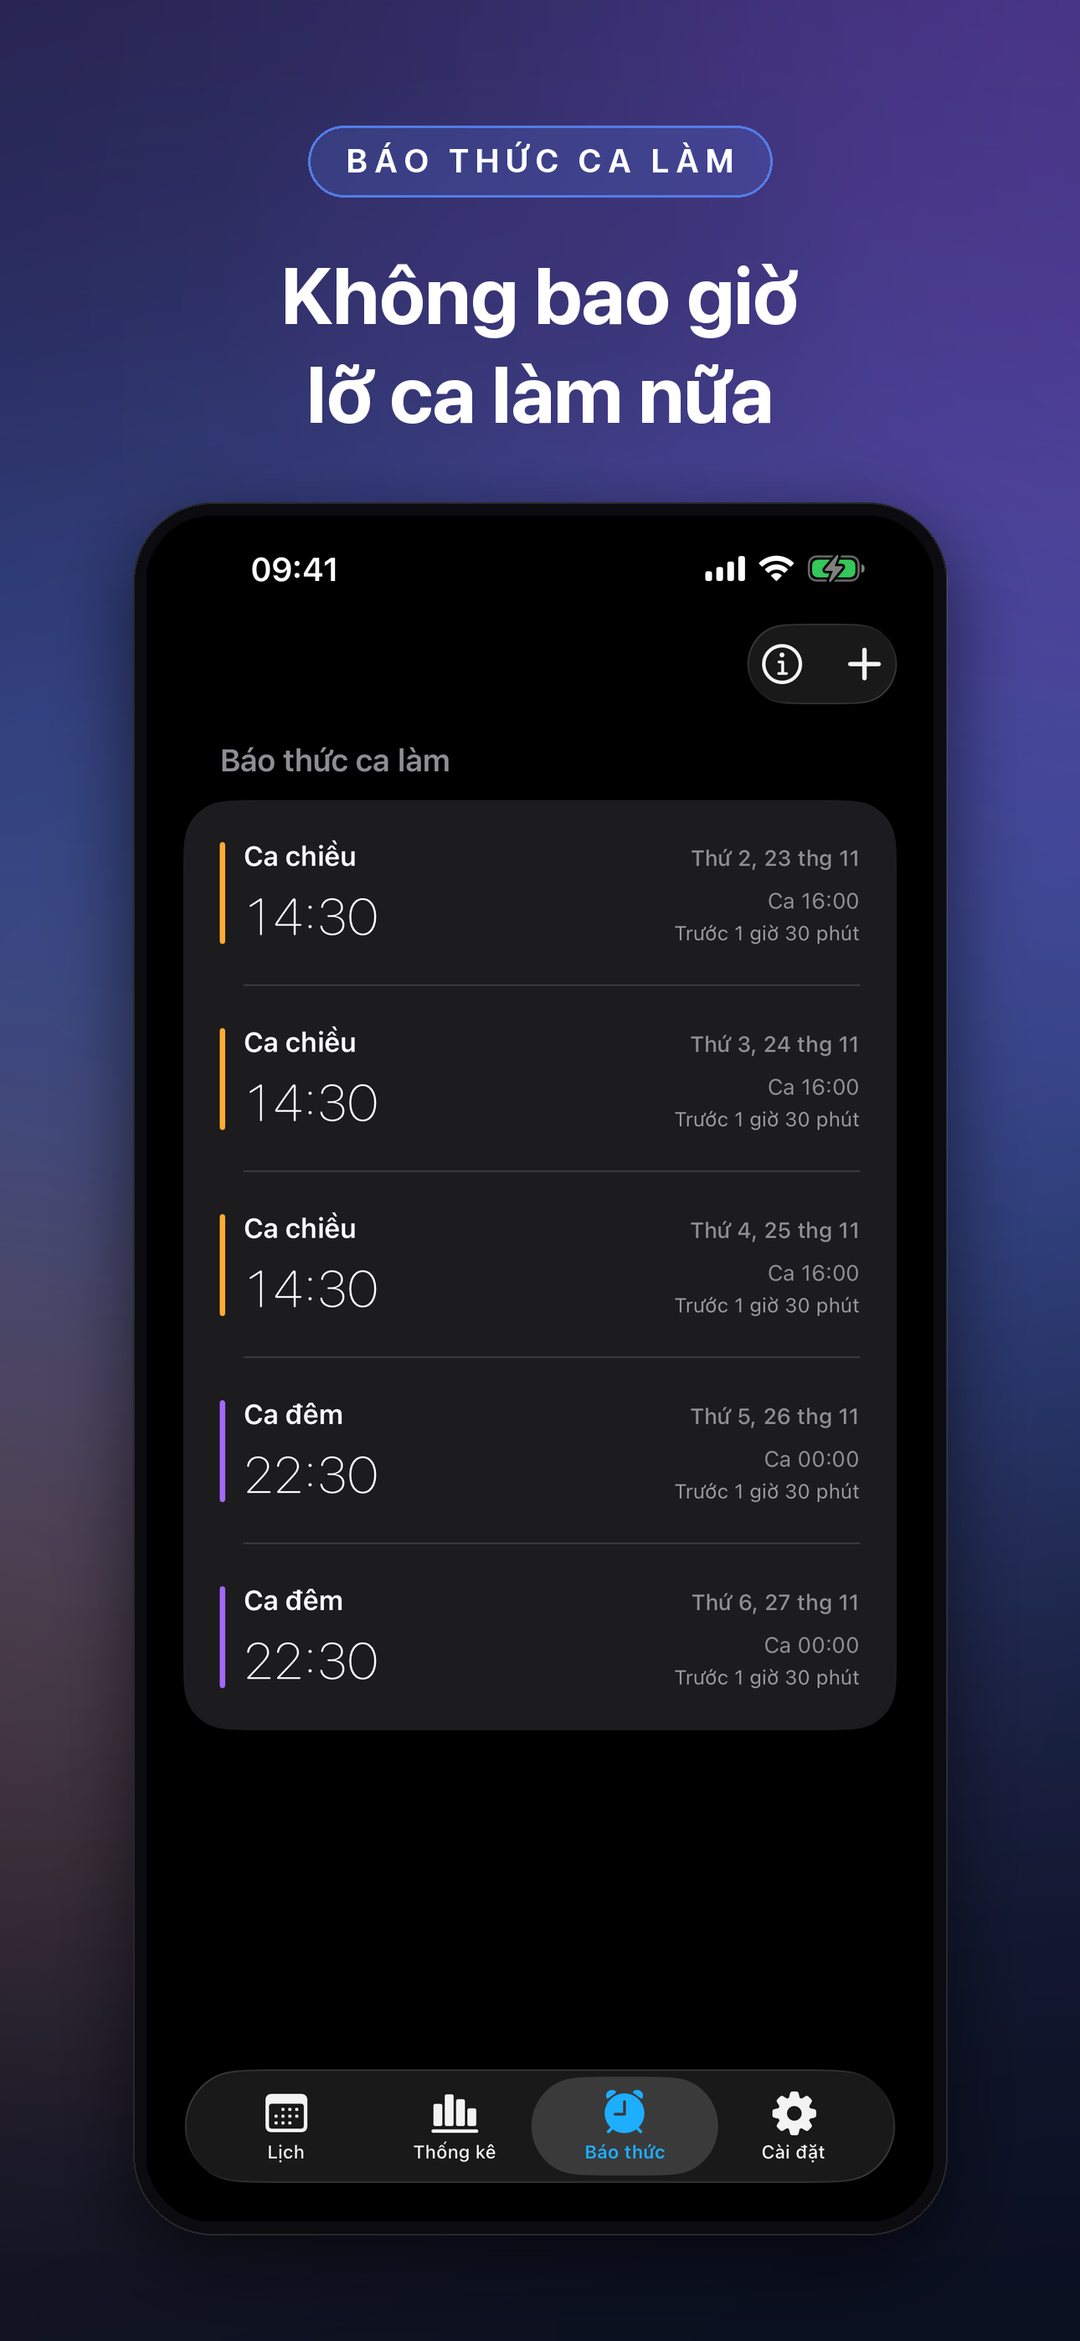 BÁO THỨC CA LÀM
Không bao giờ
lỡ ca làm nữa
09:41
Báo thức ca làm
Ca chiều
Thứ 2, 23 thg 11
14:30
Ca 16:00
Trước 1 giờ 30 phút
Ca chiều
Thứ 3, 24 thg 11
14:30
Ca 16:00
Trước 1 giờ 30 phút
Ca chiều
Thứ 4, 25 thg 11
14:30
Ca 16:00
Trước 1 giờ 30 phút
Ca đêm
Thứ 5, 26 thg 11
22:30
Ca 00:00
Trước 1 giờ 30 phút
Ca đêm
Thứ 6, 27 thg 11
22:30
Ca 00:00
Trước 1 giờ 30 phút
Lịch
Thống kê
Báo thức
Cài đặt